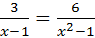 3/(x−1) = 6/(x²−1)